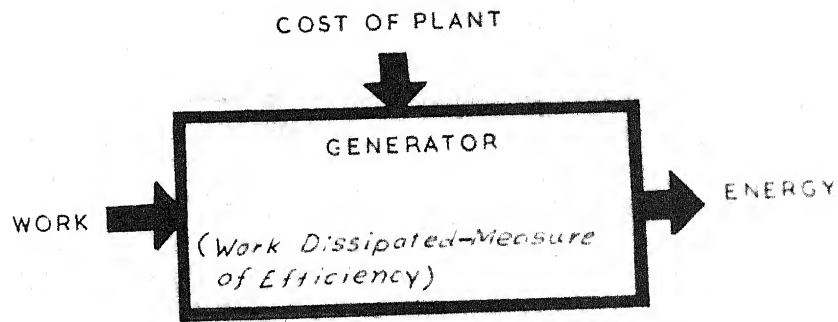 COST OF PLANT
GENERATOR
ENERGY
WORK
(Work Dissipated-Measure
of Efficiency)